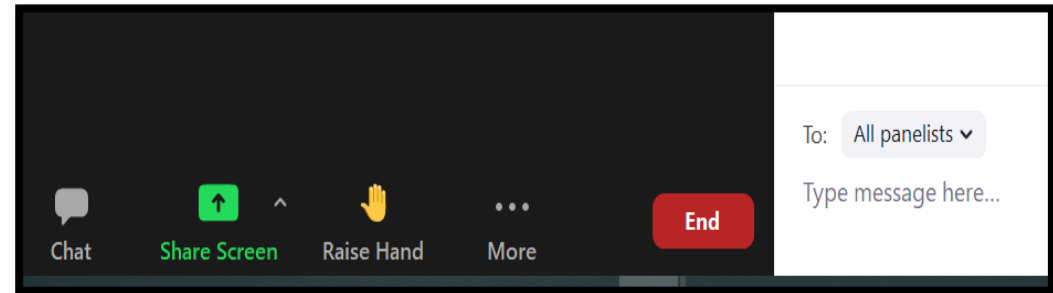 To: All panelists
Type message here...
Chat Share Screen Raise Hand More End